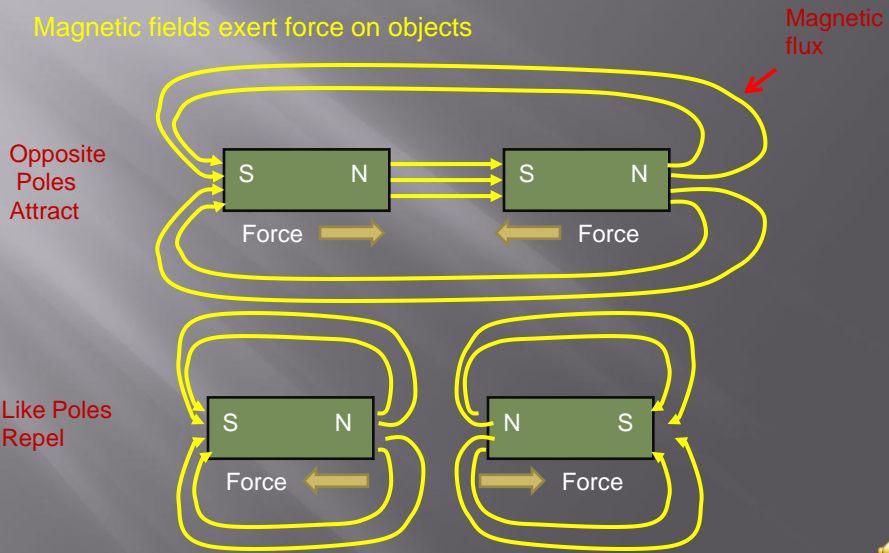 Magnetic fields exert force on objects
Magnetic
flux
Opposite
Poles
Attract
S N
S N
Force
Force
Like Poles
Repel
S N
N S
Force
Force